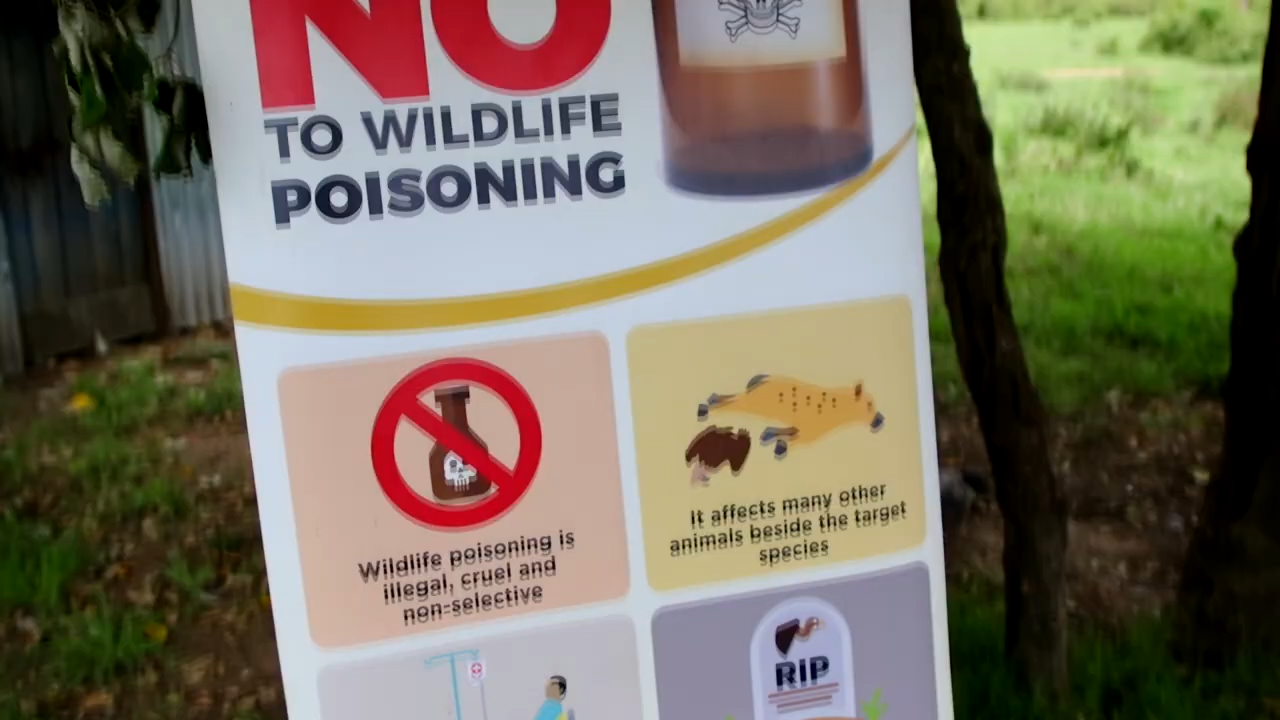 NO
TO WILDLIFE
POISONING
Wildlife poisoning is
illegal, cruel and
non-selective
It affects many other
animals beside the target
species
RIP